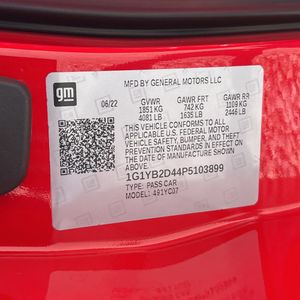 gm
MFD BY GENERAL MOTORS LLC
06/22 GVWR GAWR FRT GAWR RR
1851 KG 742 KG 1109 KG
4081 LB 1635 LB 2446 LB
THIS VEHICLE CONFORMS TO ALL
APPLICABLE U.S. FEDERAL MOTOR
VEHICLE SAFETY, BUMPER, AND THEFT
PREVENTION STANDARDS IN EFFECT ON
THE DATE OF MANUFACTURE SHOWN ABOVE.
1G1YB2D44P5103899
TYPE: PASS CAR
MODEL: 491YC07